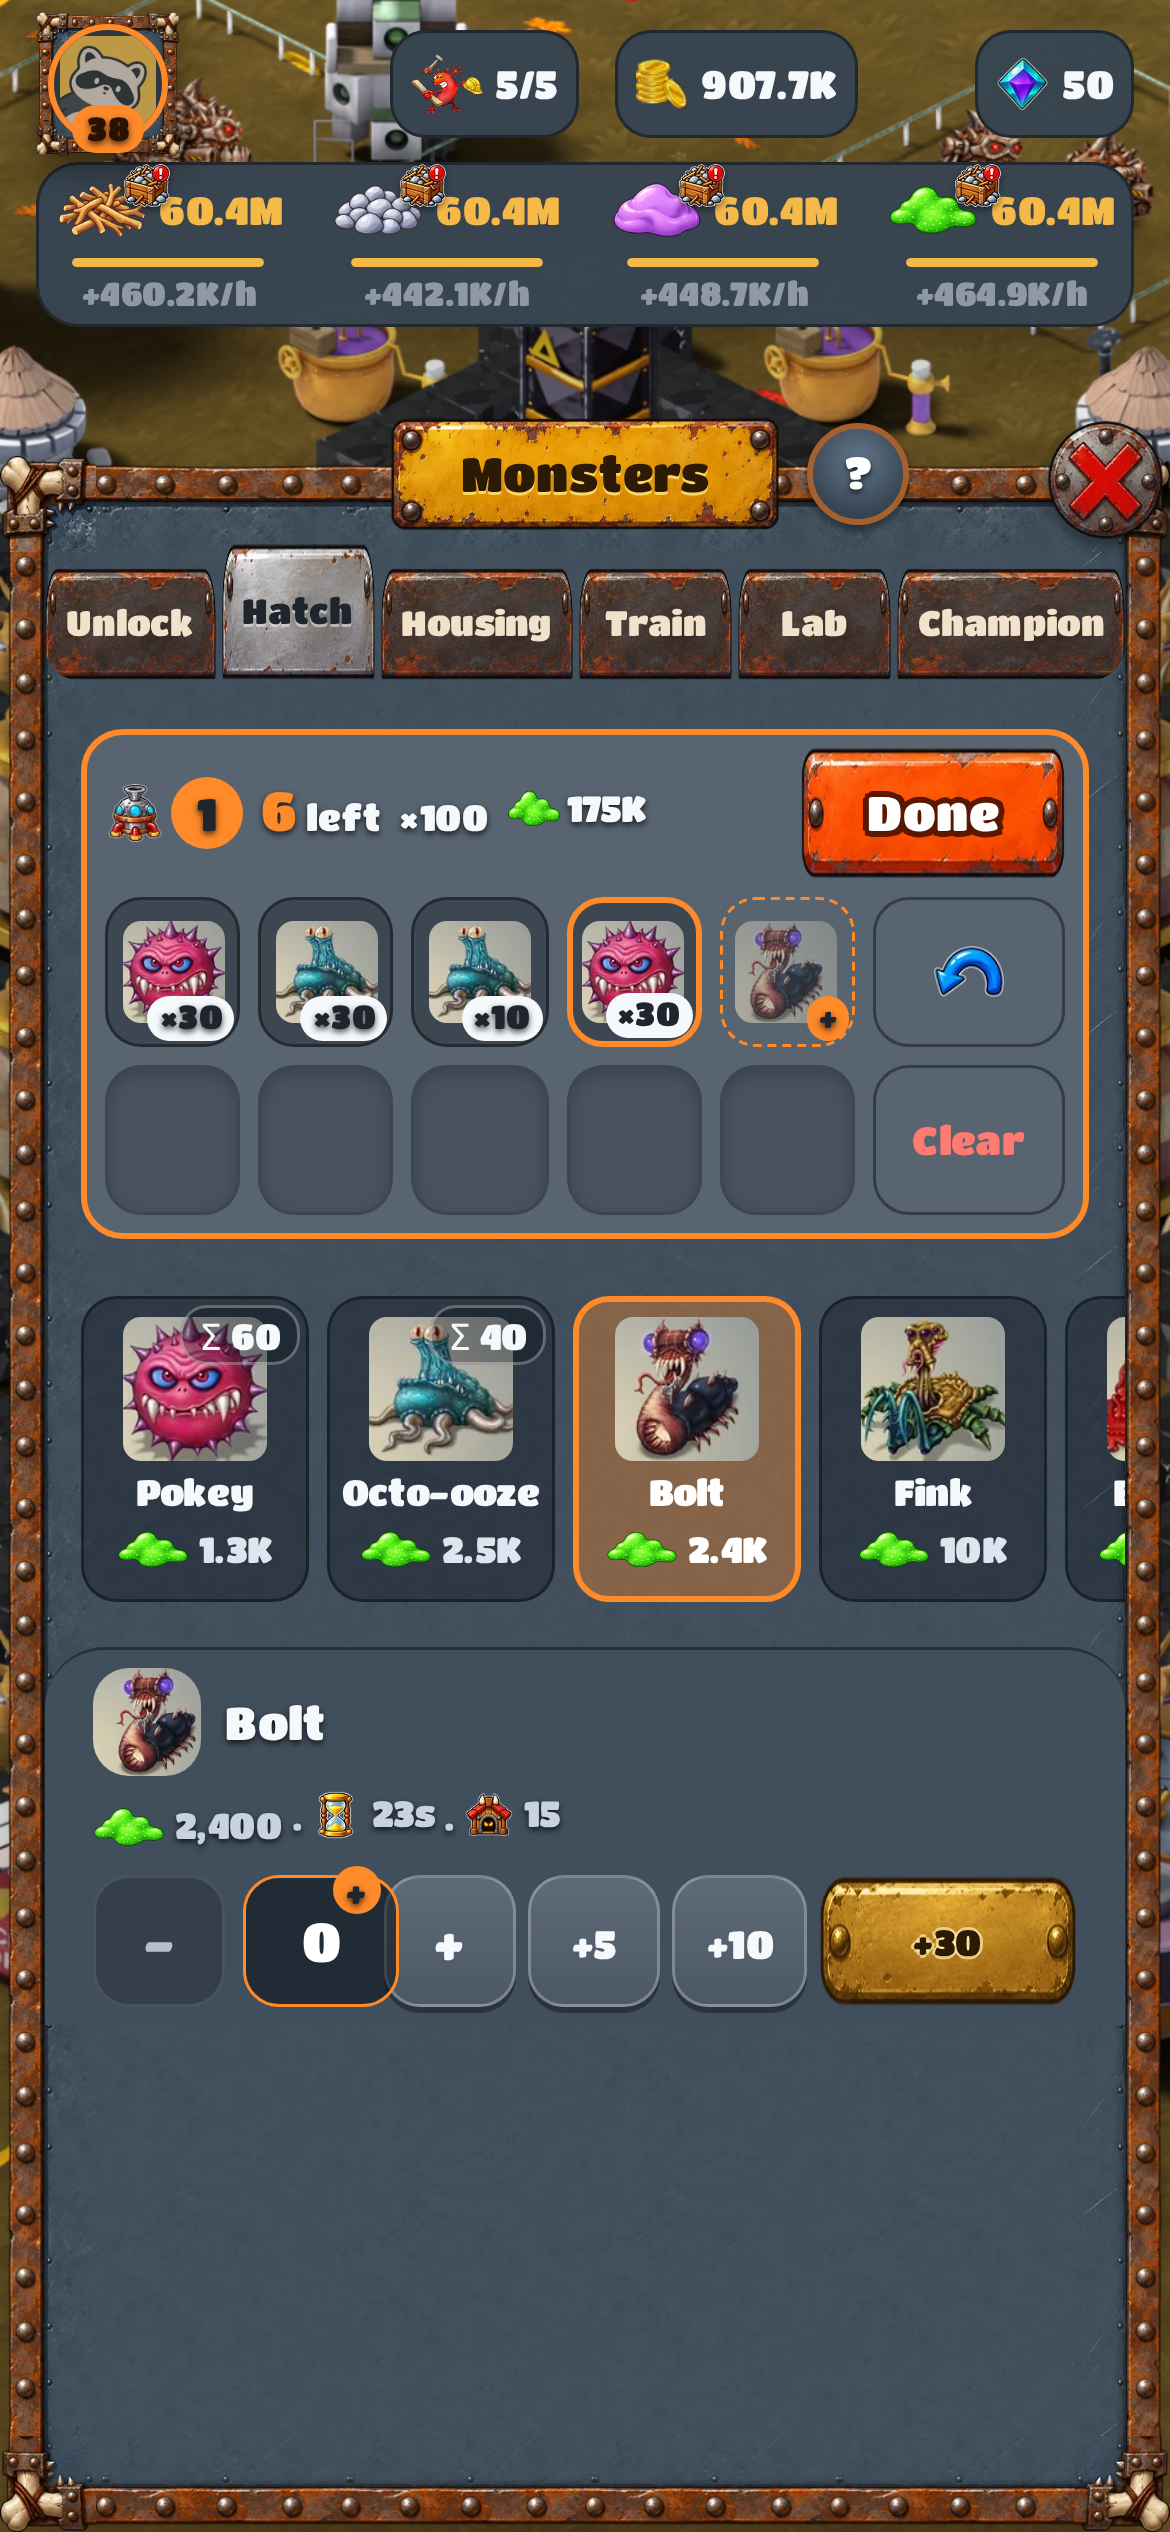 38
5/5
907.7K
50
60.4M
60.4M
60.4M
60.4M
+460.2K/h
+442.1K/h
+448.7K/h
+464.9K/h
Monsters
?
Unlock
Hatch
Housing
Train
Lab
Champion
1
6 left ×100
175K
Done
×30
×30
×10
×30
+
Clear
Σ 60
Σ 40
Pokey
Octo-ooze
Bolt
Fink
1.3K
2.5K
2.4K
10K
Bolt
2,400 · 23s · 15
-
0
+
+
+5
+10
+30